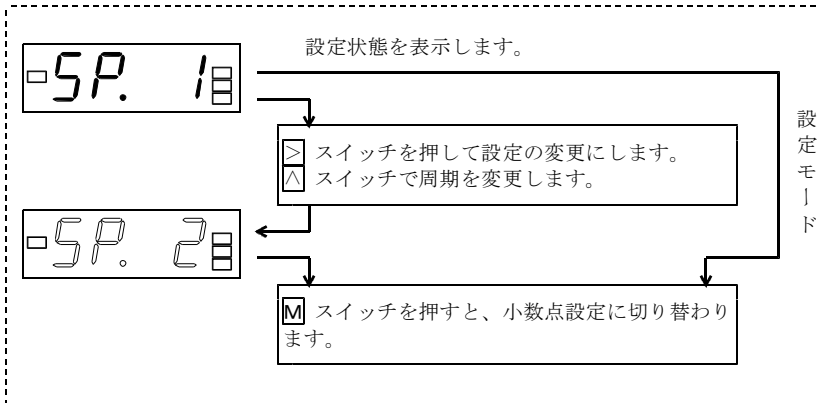 設定状態を表示します。
-SP. 1
> スイッチを押して設定の変更にします。
∧ スイッチで周期を変更します。
設定モード
-SP. 2
M スイッチを押すと、小数点設定に切り替わり
ます。